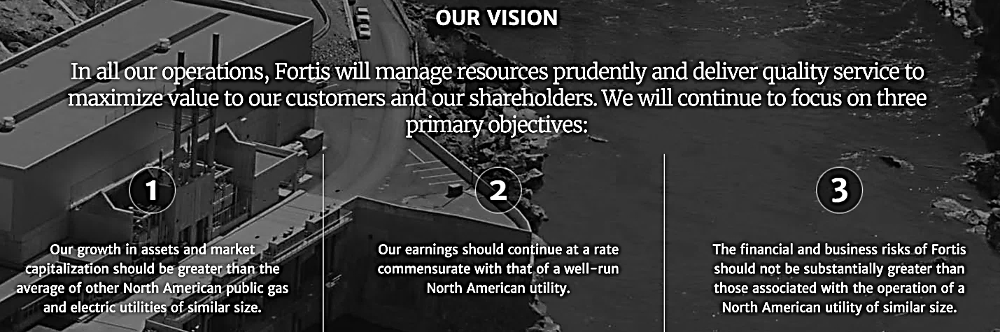 OUR VISION
In all our operations, Fortis will manage resources prudently and deliver quality service to
maximize value to our customers and our shareholders. We will continue to focus on three
primary objectives:
1
Our growth in assets and market
capitalization should be greater than the
average of other North American public gas
and electric utilities of similar size.
2
Our earnings should continue at a rate
commensurate with that of a well-run
North American utility.
3
The financial and business risks of Fortis
should not be substantially greater than
those associated with the operation of a
North American utility of similar size.